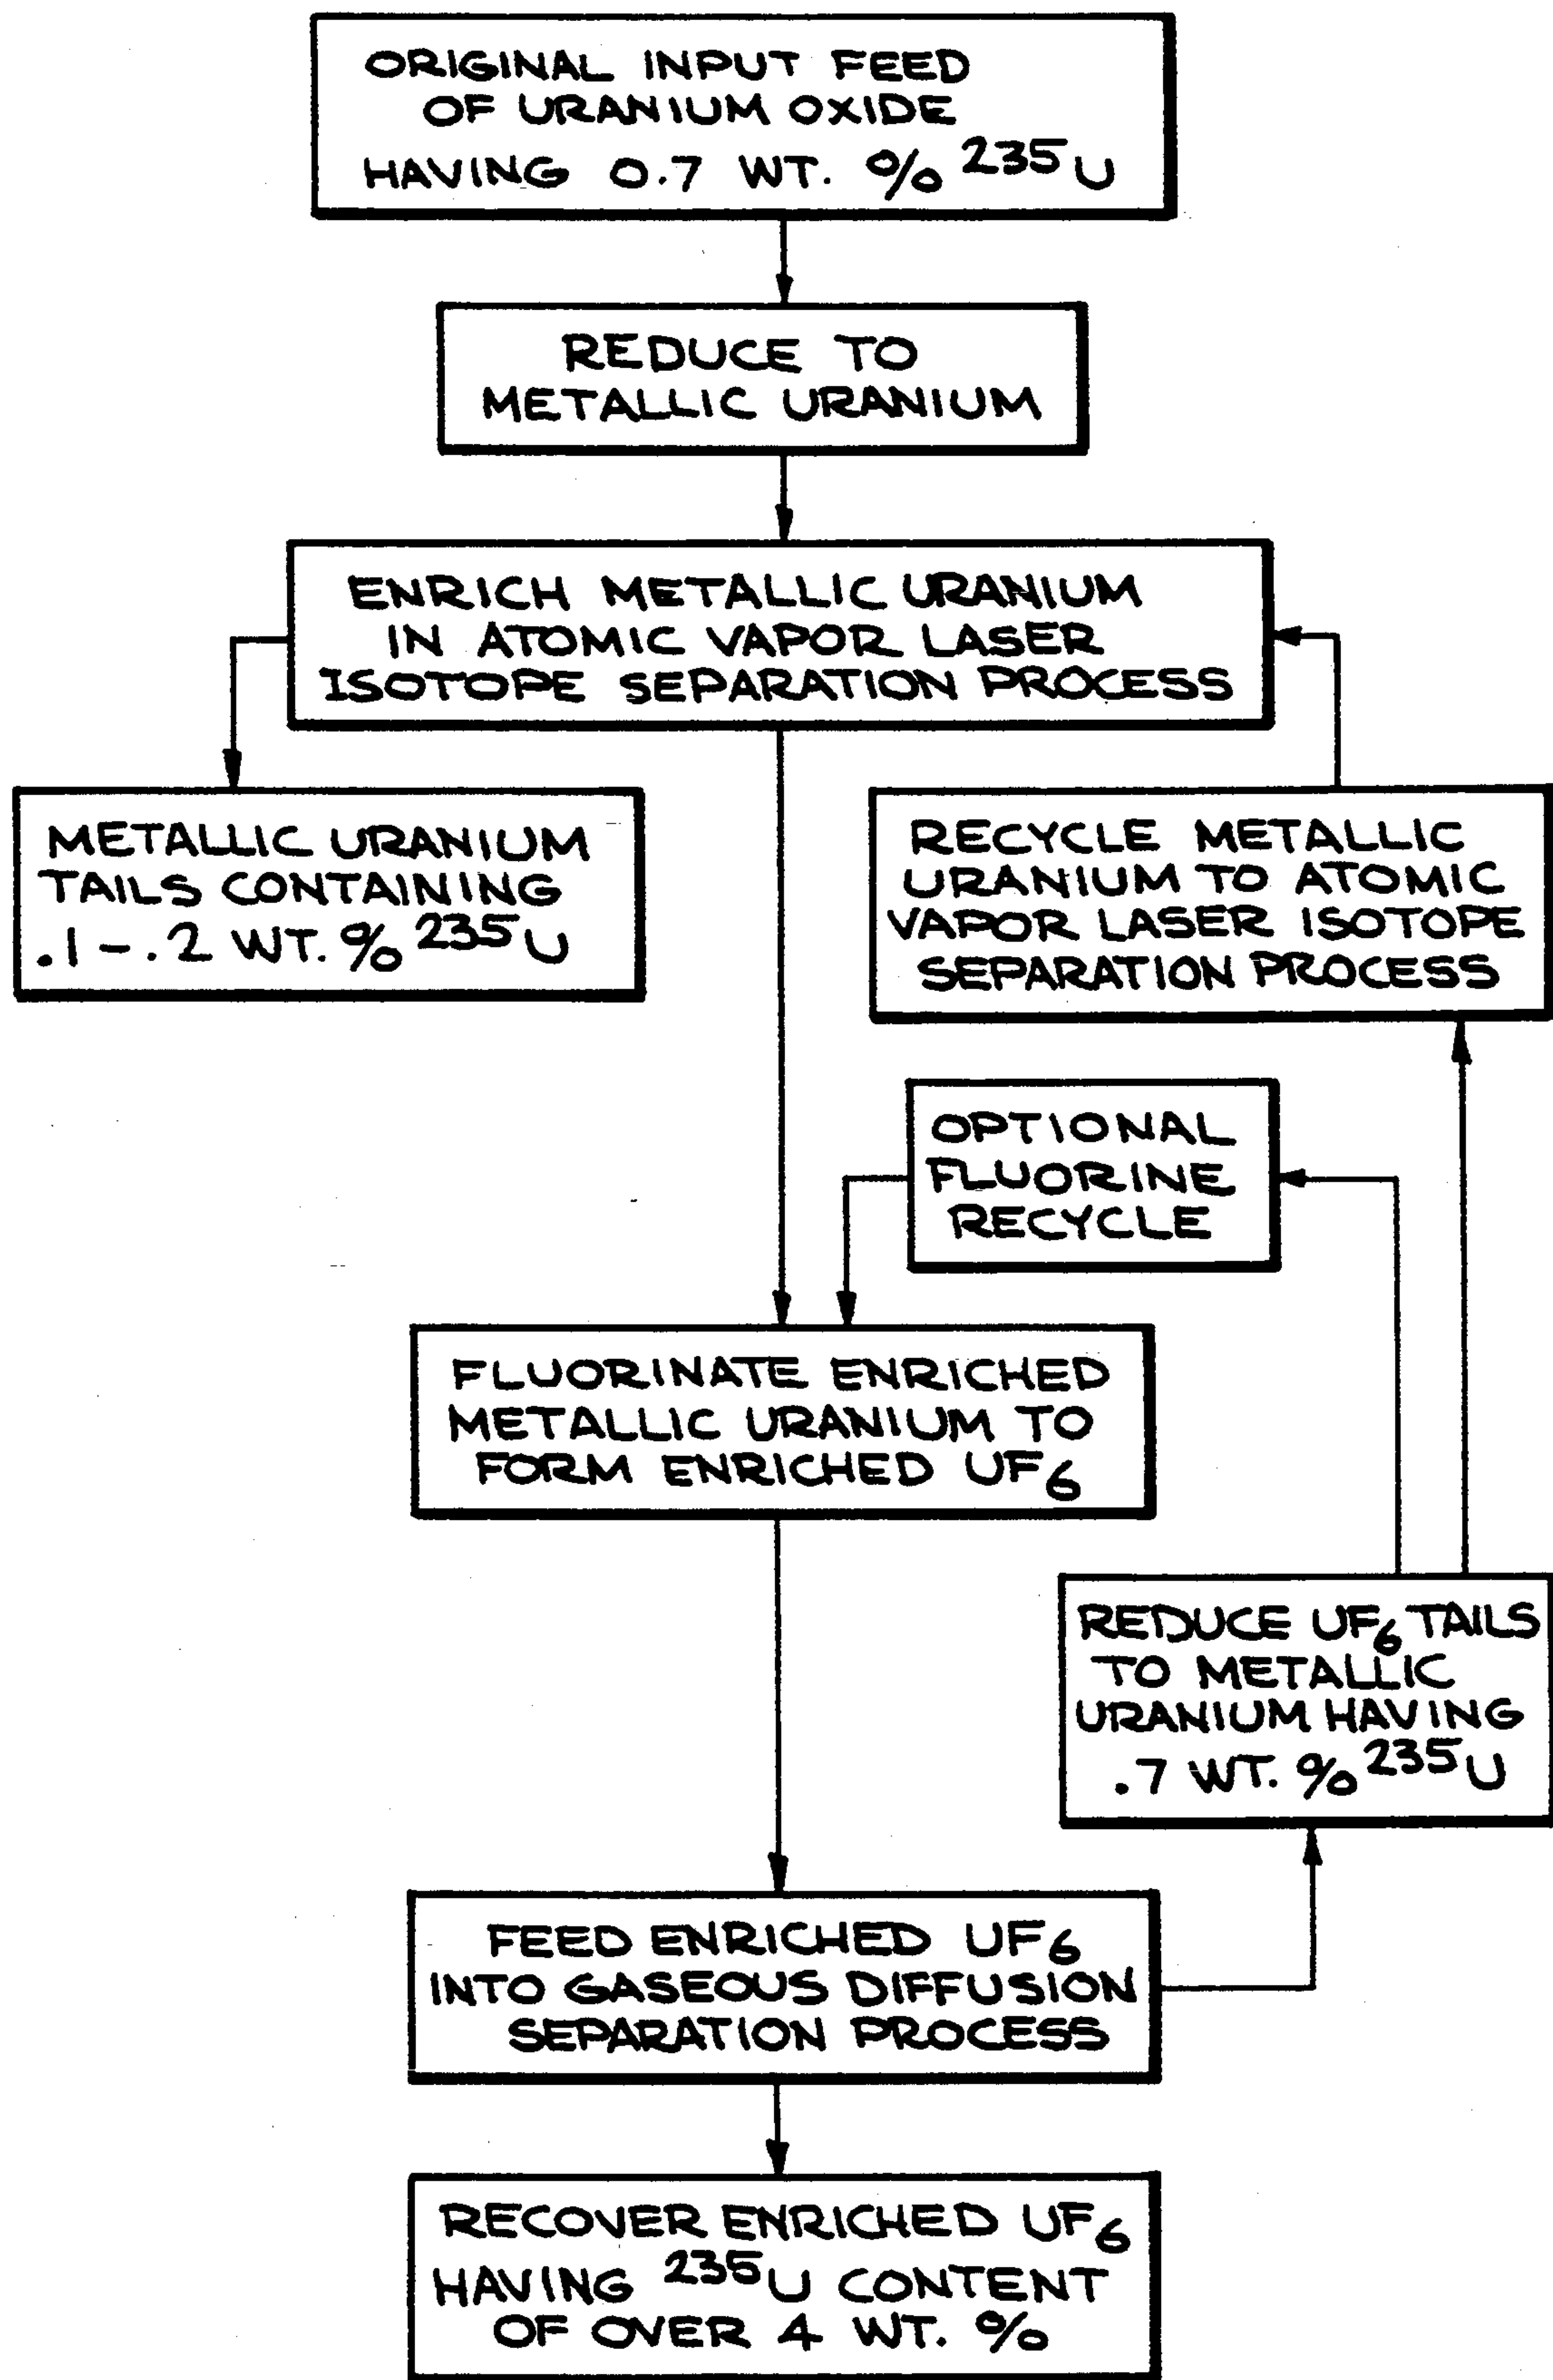 ORIGINAL INPUT FEED
OF URANIUM OXIDE
HAVING 0.7 WT. % ²³⁵U
REDUCE TO
METALLIC URANIUM
ENRICH METALLIC URANIUM
IN ATOMIC VAPOR LASER
ISOTOPE SEPARATION PROCESS
METALLIC URANIUM
TAILS CONTAINING
.1 - .2 WT. % ²³⁵U
RECYCLE METALLIC
URANIUM TO ATOMIC
VAPOR LASER ISOTOPE
SEPARATION PROCESS
OPTIONAL
FLUORINE
RECYCLE
FLUORINATE ENRICHED
METALLIC URANIUM TO
FORM ENRICHED UF₆
REDUCE UF₆ TAILS
TO METALLIC
URANIUM HAVING
.7 WT. % ²³⁵U
FEED ENRICHED UF₆
INTO GASEOUS DIFFUSION
SEPARATION PROCESS
RECOVER ENRICHED UF₆
HAVING ²³⁵U CONTENT
OF OVER 4 WT. %